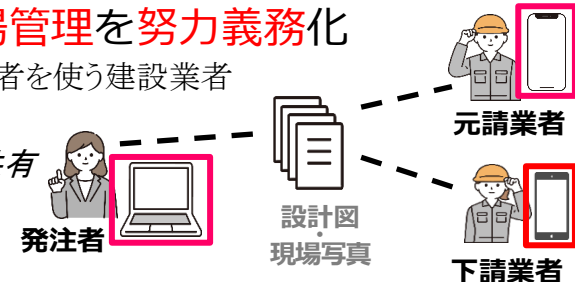 場管理を努力義務化
者を使う建設業者
共有
元請業者
発注者
設計図
・
現場写真
下請業者